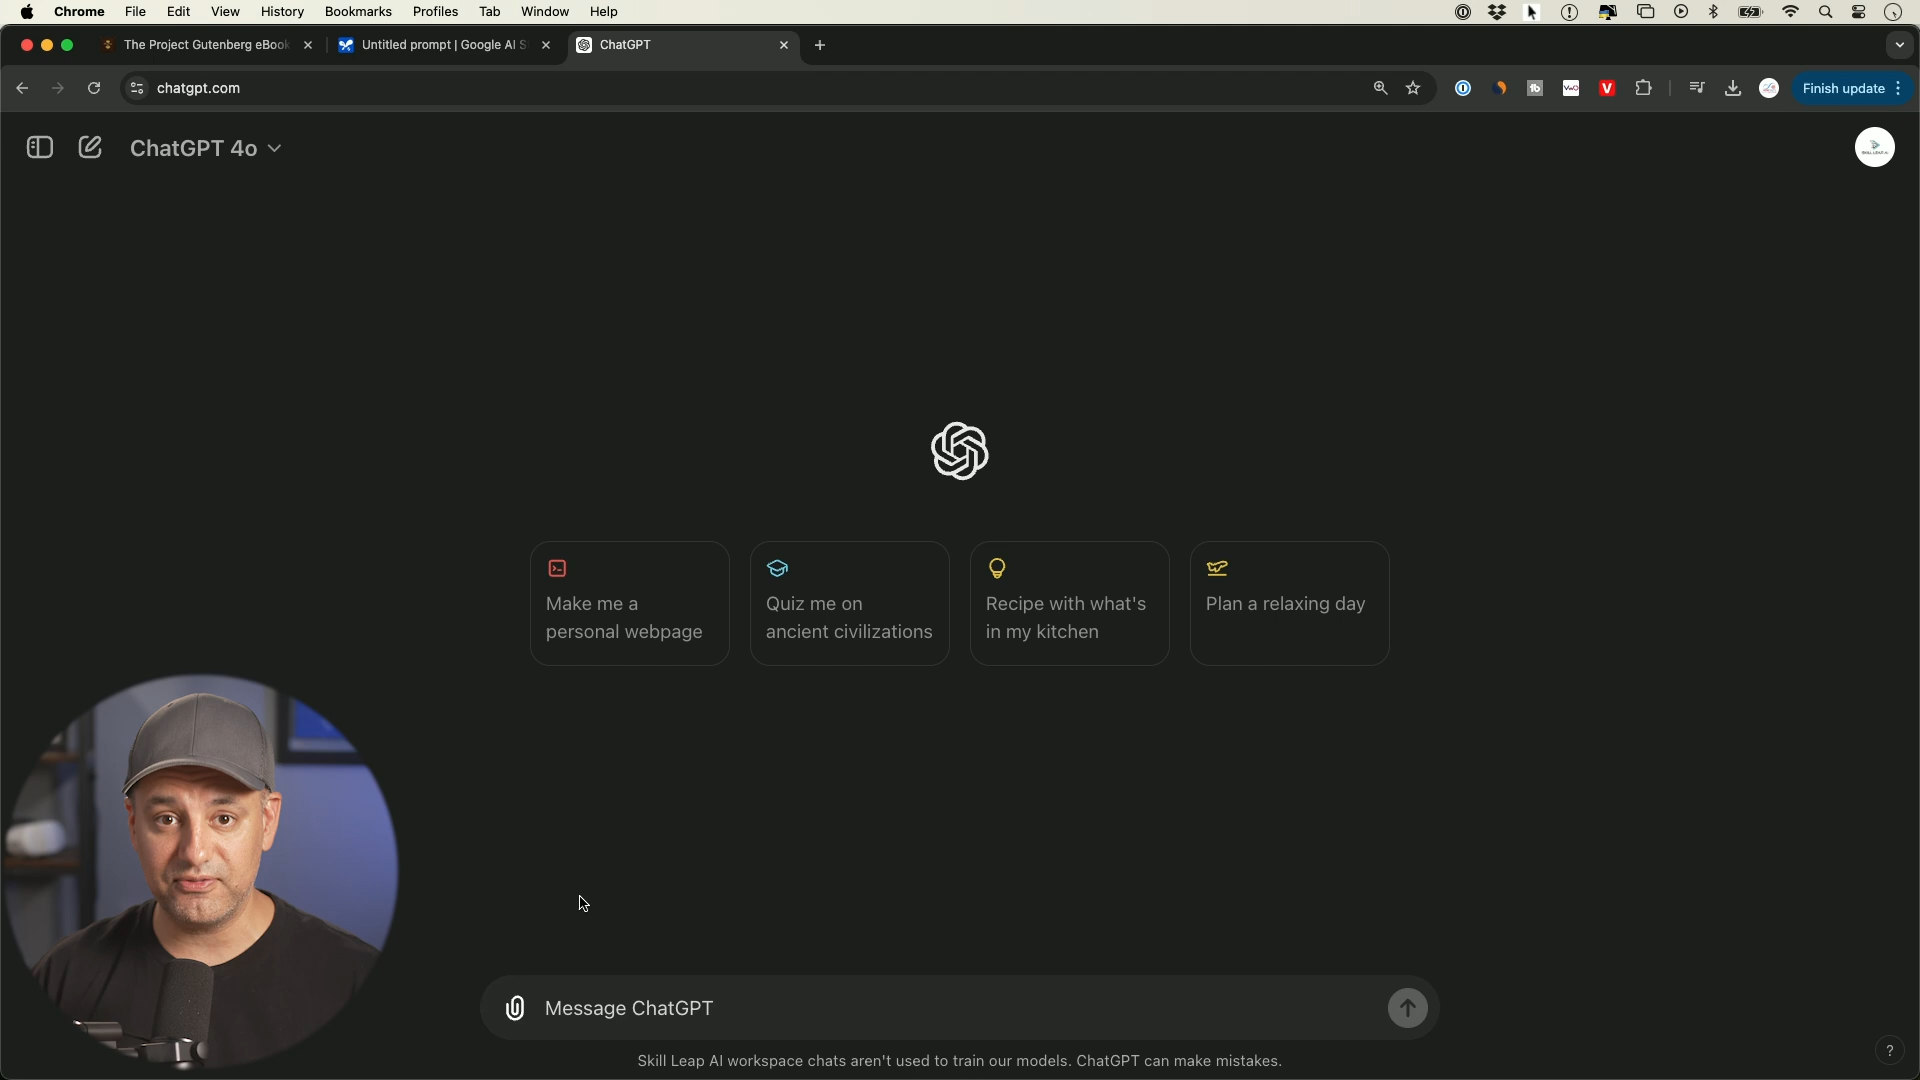 Chrome File Edit View History Bookmarks Profiles Tab Window Help
The Project Gutenberg eBook
Untitled prompt | Google AI S
ChatGPT
chatgpt.com
Finish update
ChatGPT 4o
Make me a
personal webpage
Quiz me on
ancient civilizations
Recipe with what's
in my kitchen
Plan a relaxing day
Message ChatGPT
Skill Leap AI workspace chats aren't used to train our models. ChatGPT can make mistakes.
?